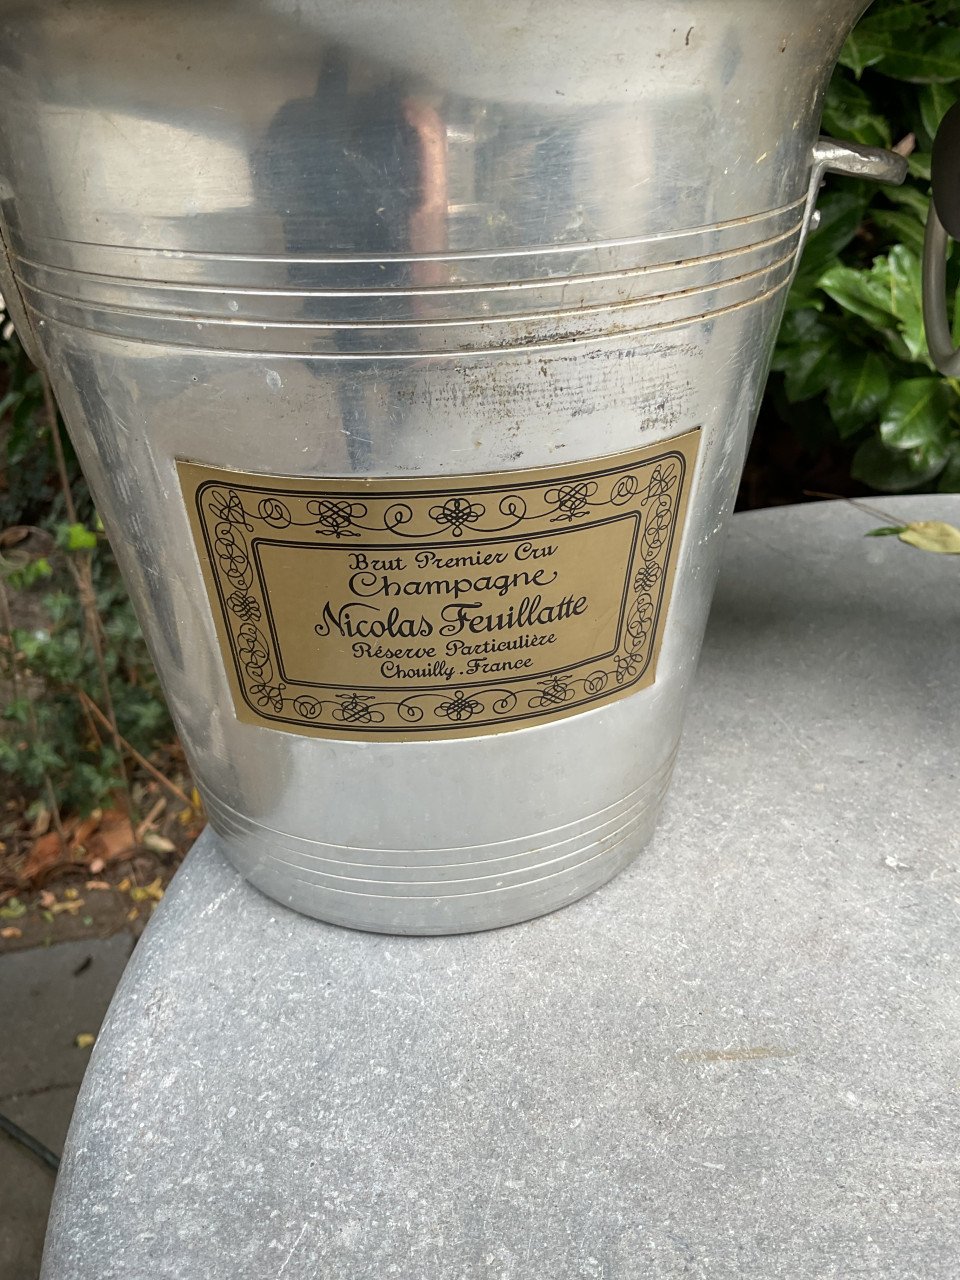 Brut Premier Cru
Champagne
Nicolas Feuillatte
Réserve Particulière
Chouilly . France